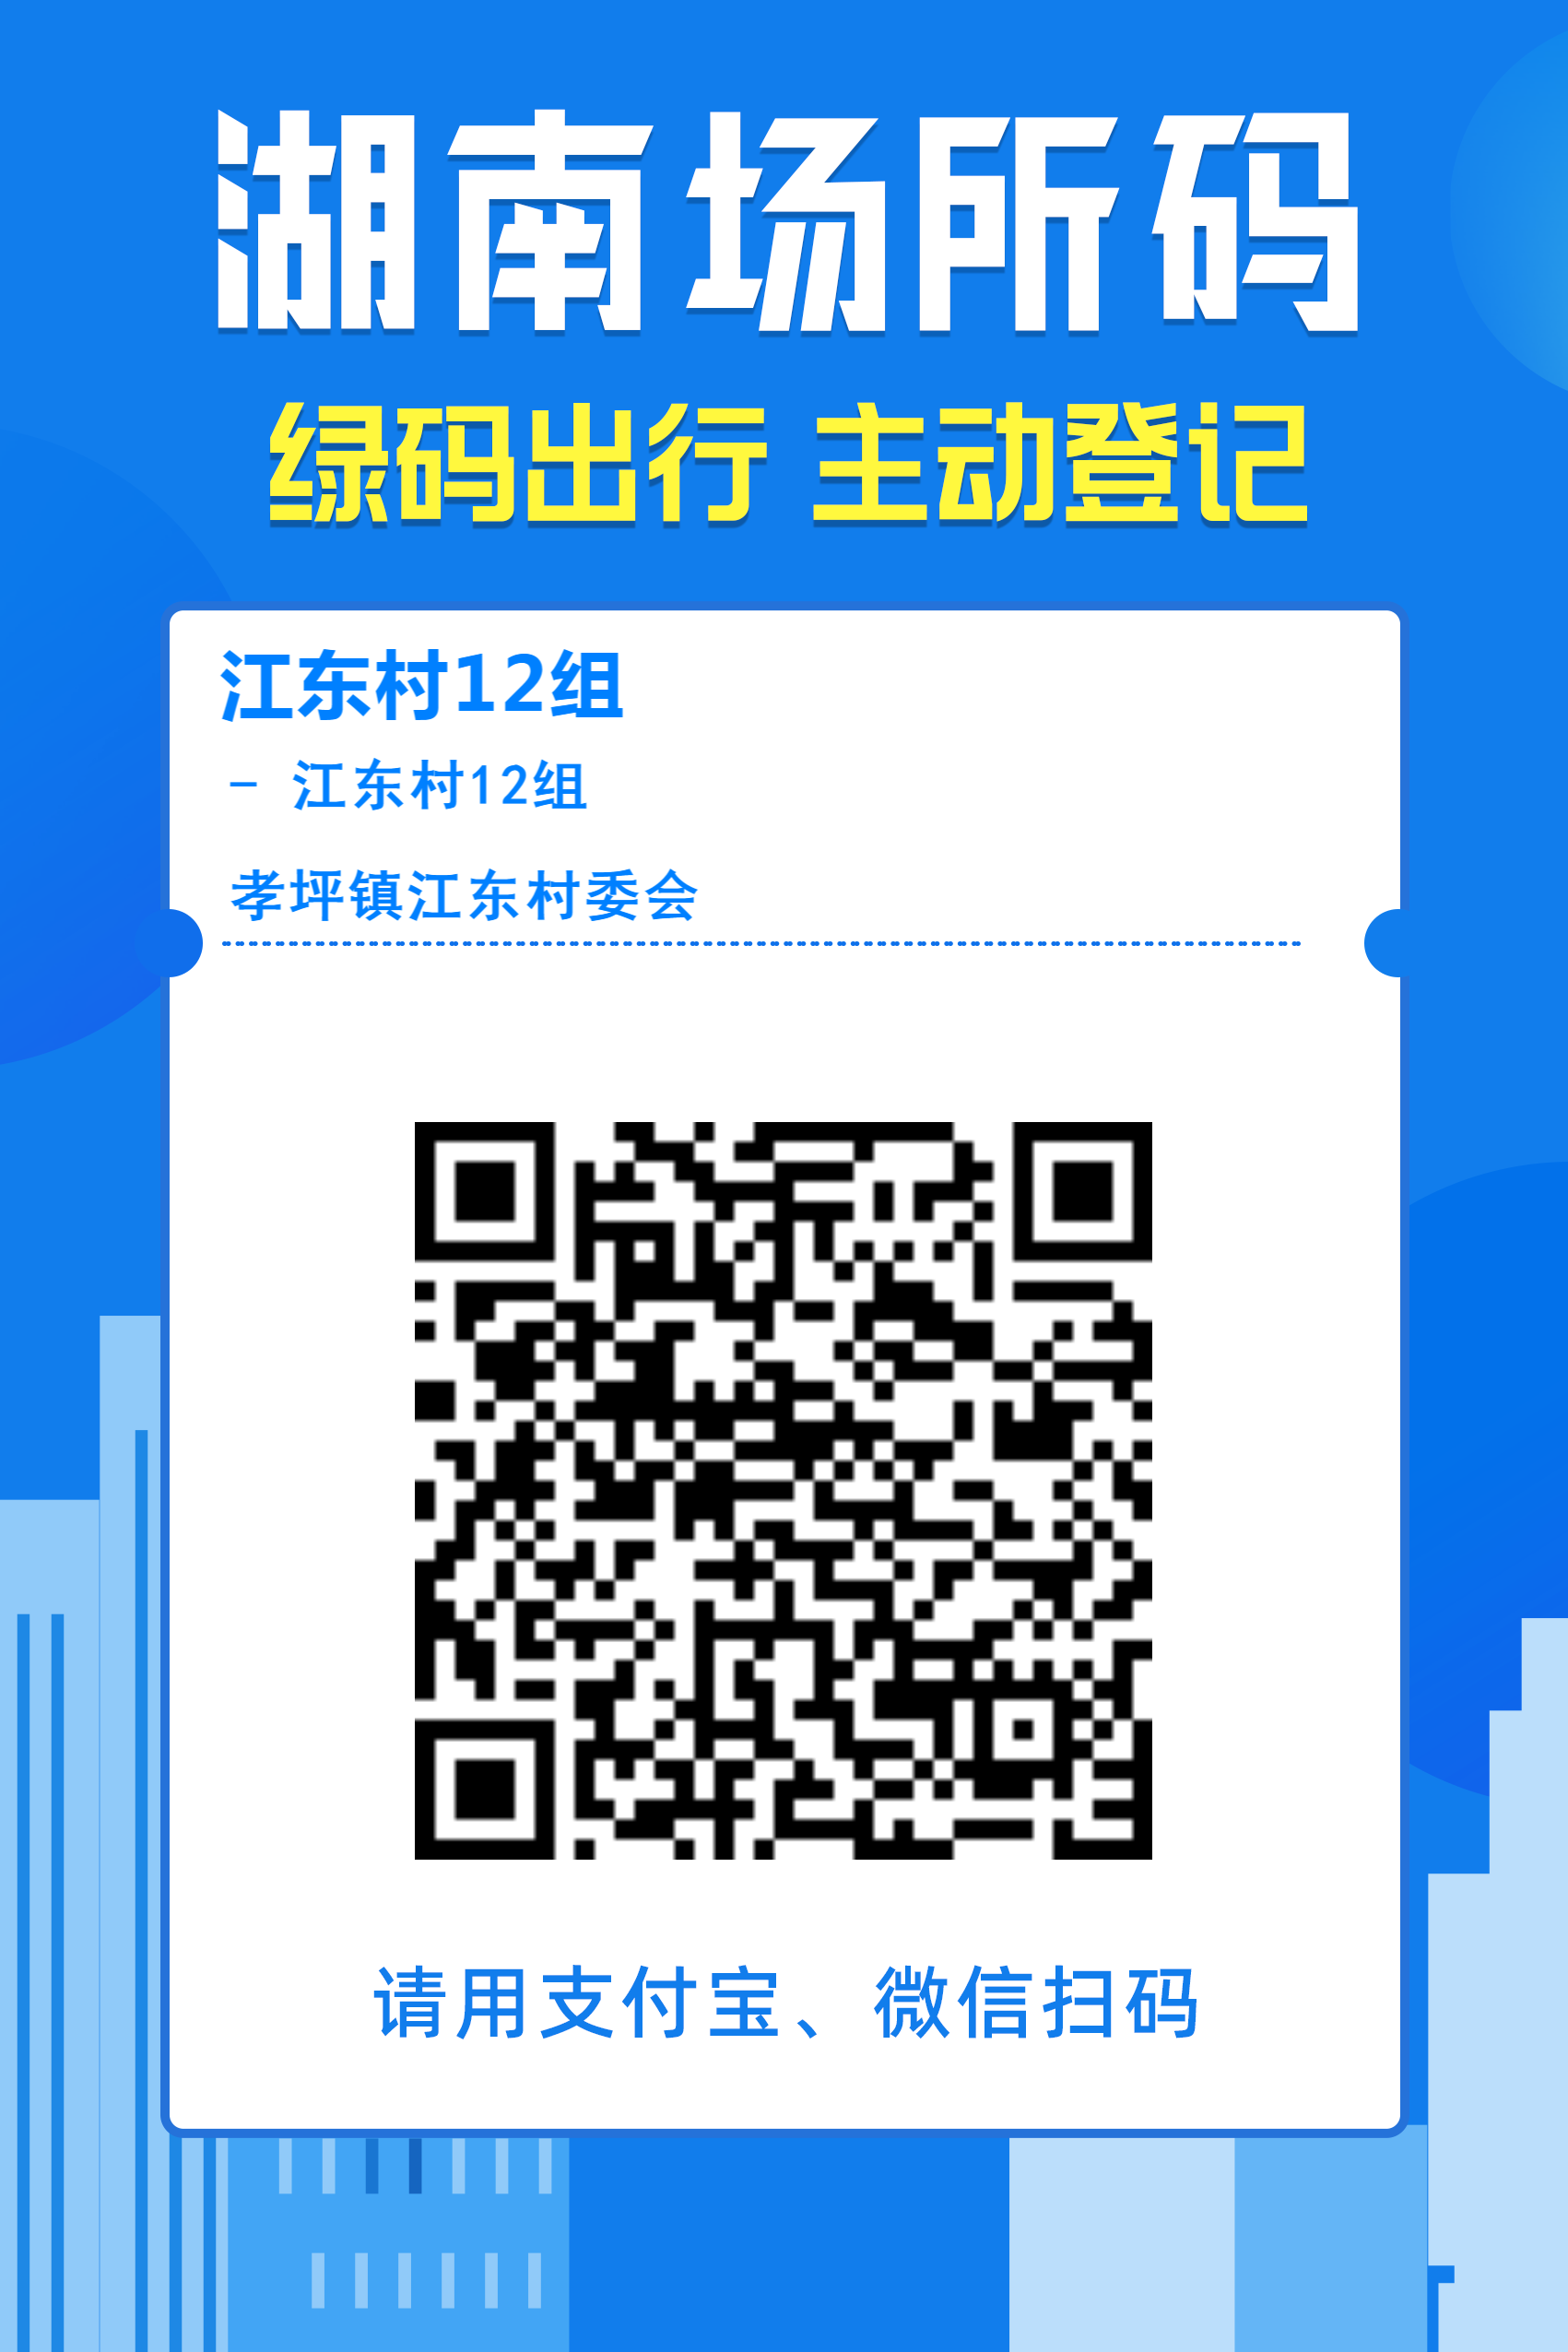 湖南场所码
绿码出行 主动登记
江东村12组
- 江东村12组
孝坪镇江东村委会
请用支付宝、微信扫码